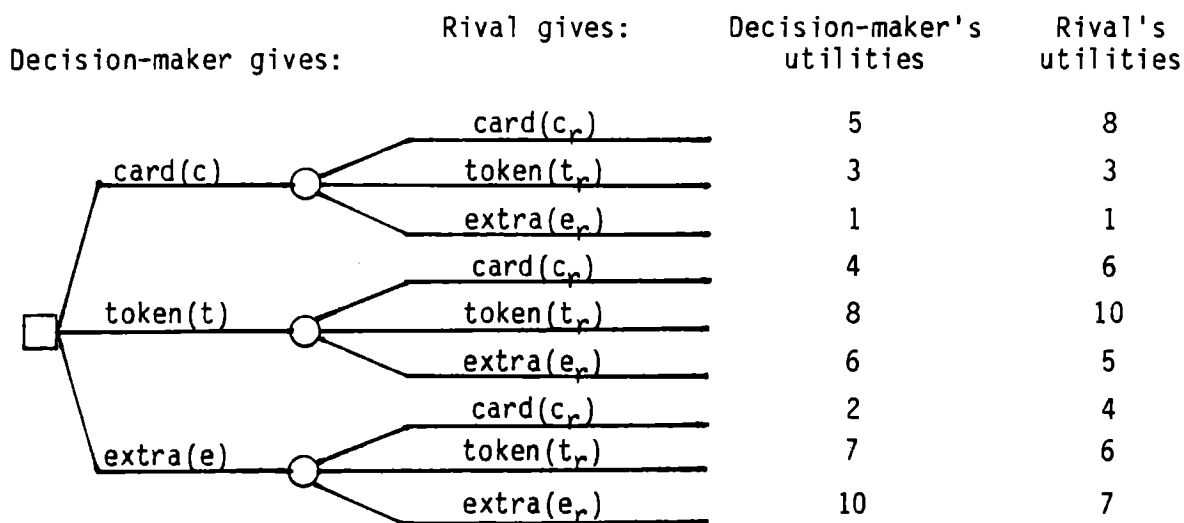 Rival gives: Decision-maker's Rival's
Decision-maker gives: utilities utilities
card(c_r) 5 8
card(c) token(t_r) 3 3
extra(e_r) 1 1
card(c_r) 4 6
token(t) token(t_r) 8 10
extra(e_r) 6 5
card(c_r) 2 4
extra(e) token(t_r) 7 6
extra(e_r) 10 7